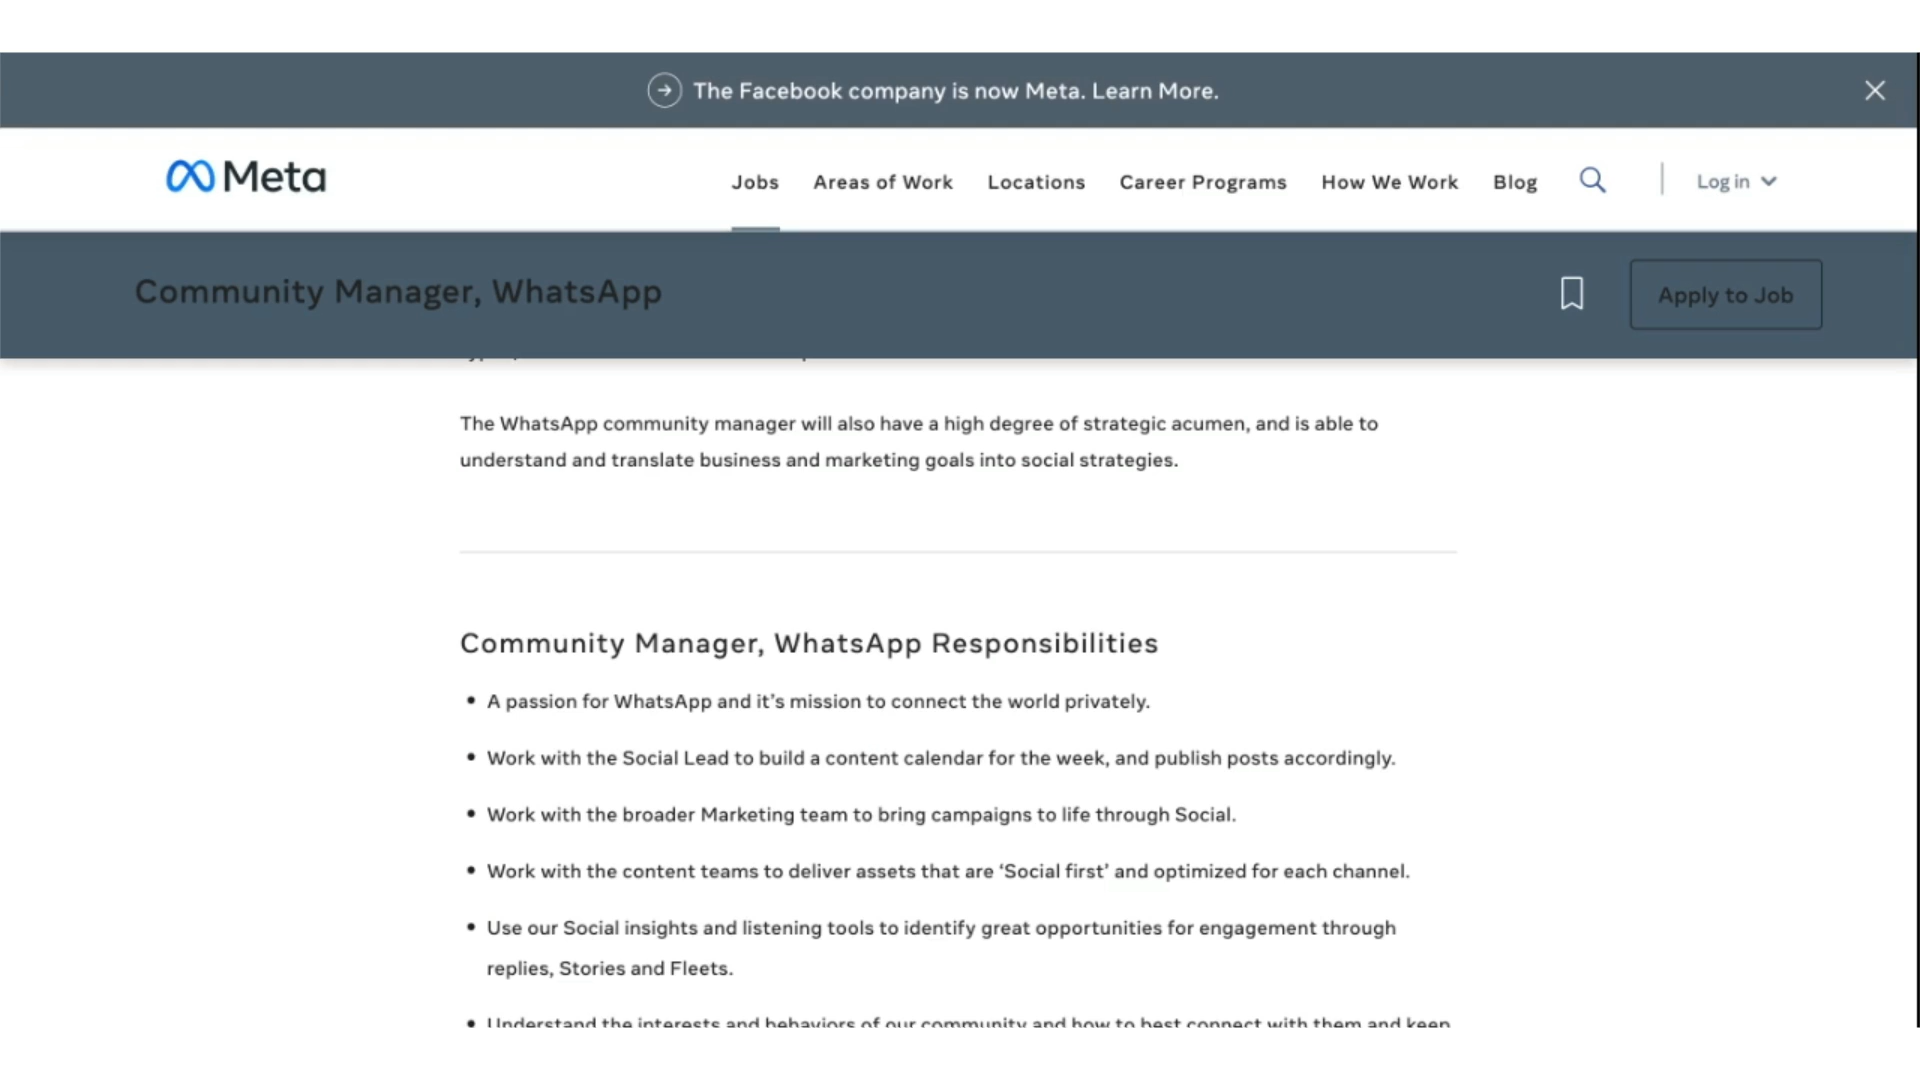 The Facebook company is now Meta. Learn More.
Meta
Jobs Areas of Work Locations Career Programs How We Work Blog Log in
Community Manager, WhatsApp
Apply to Job
The WhatsApp community manager will also have a high degree of strategic acumen, and is able to
understand and translate business and marketing goals into social strategies.
Community Manager, WhatsApp Responsibilities
• A passion for WhatsApp and it’s mission to connect the world privately.
• Work with the Social Lead to build a content calendar for the week, and publish posts accordingly.
• Work with the broader Marketing team to bring campaigns to life through Social.
• Work with the content teams to deliver assets that are ‘Social first’ and optimized for each channel.
• Use our Social insights and listening tools to identify great opportunities for engagement through
replies, Stories and Fleets.
• Understand the interests and behaviors of our community and how to best connect with them and keep